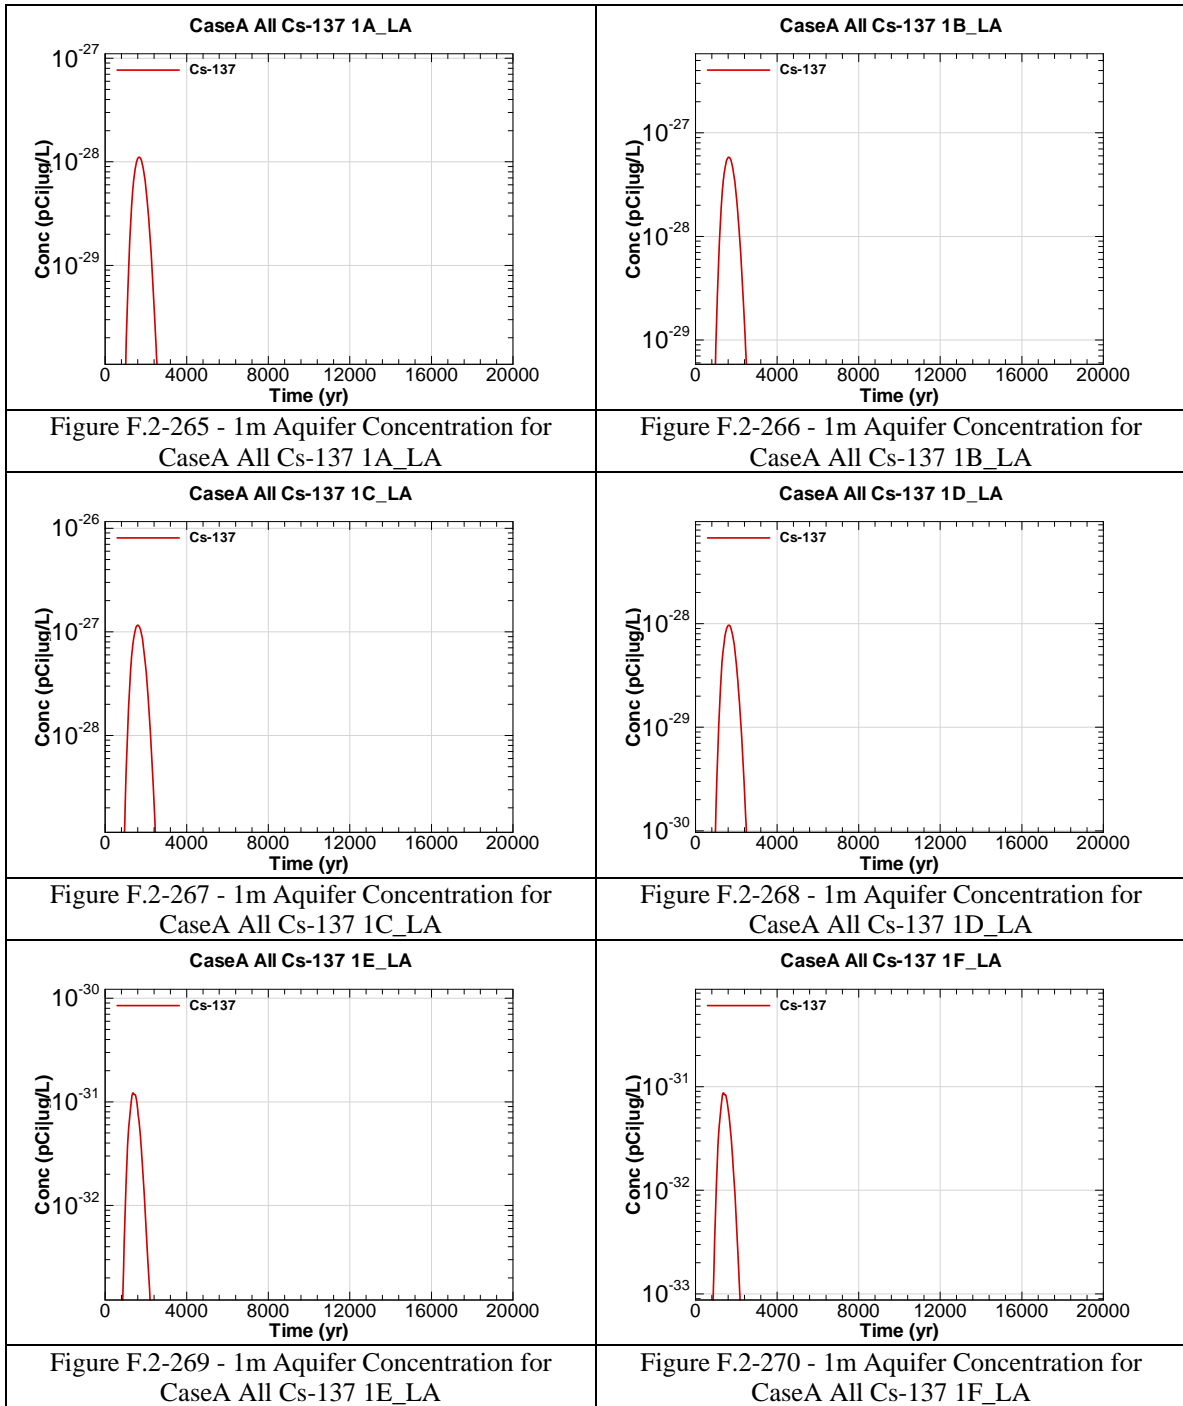 CaseA All Cs-137 1A_LA
10-27
Cs-137
10-28
10-29
Conc (pCi|ug/L)
0 4000 8000 12000 16000 20000
Time (yr)
Figure F.2-265 - 1m Aquifer Concentration for
CaseA All Cs-137 1A_LA
CaseA All Cs-137 1B_LA
Cs-137
10-27
10-28
10-29
Conc (pCi|ug/L)
0 4000 8000 12000 16000 20000
Time (yr)
Figure F.2-266 - 1m Aquifer Concentration for
CaseA All Cs-137 1B_LA
CaseA All Cs-137 1C_LA
10-26
Cs-137
10-27
10-28
Conc (pCi|ug/L)
0 4000 8000 12000 16000 20000
Time (yr)
Figure F.2-267 - 1m Aquifer Concentration for
CaseA All Cs-137 1C_LA
CaseA All Cs-137 1D_LA
Cs-137
10-28
10-29
10-30
Conc (pCi|ug/L)
0 4000 8000 12000 16000 20000
Time (yr)
Figure F.2-268 - 1m Aquifer Concentration for
CaseA All Cs-137 1D_LA
CaseA All Cs-137 1E_LA
10-30
Cs-137
10-31
10-32
Conc (pCi|ug/L)
0 4000 8000 12000 16000 20000
Time (yr)
Figure F.2-269 - 1m Aquifer Concentration for
CaseA All Cs-137 1E_LA
CaseA All Cs-137 1F_LA
Cs-137
10-31
10-32
10-33
Conc (pCi|ug/L)
0 4000 8000 12000 16000 20000
Time (yr)
Figure F.2-270 - 1m Aquifer Concentration for
CaseA All Cs-137 1F_LA